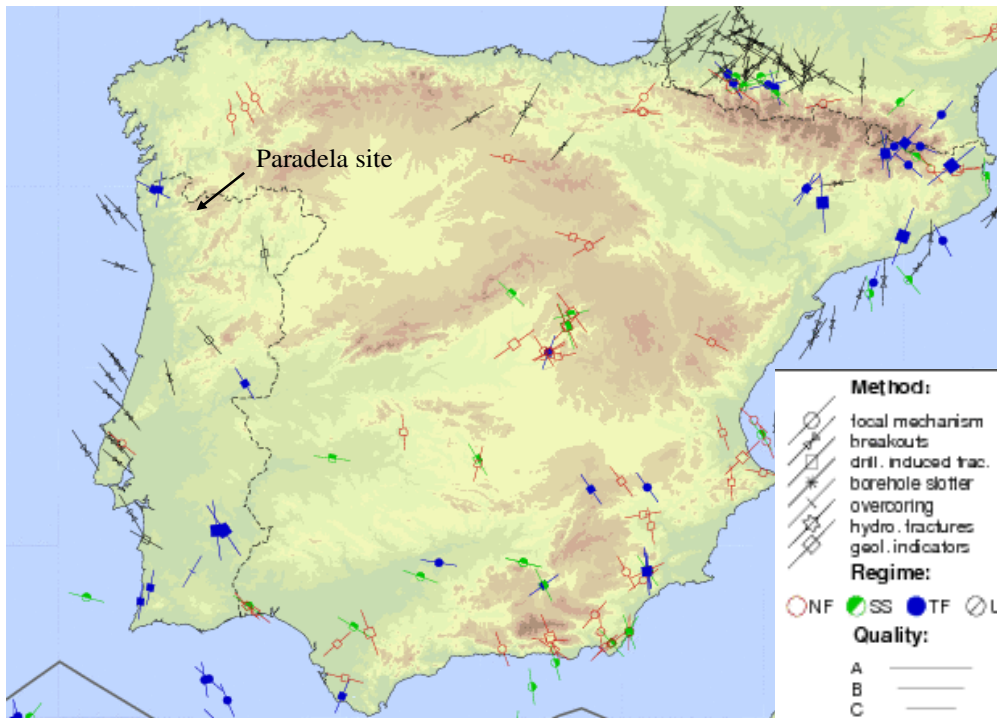 Paradela site
Method:
focal mechanism
breakouts
drill. induced frac.
borehole slotter
overcoring
hydro. fractures
geol. indicators
Regime:
NF SS TF U
Quality:
A
B
C